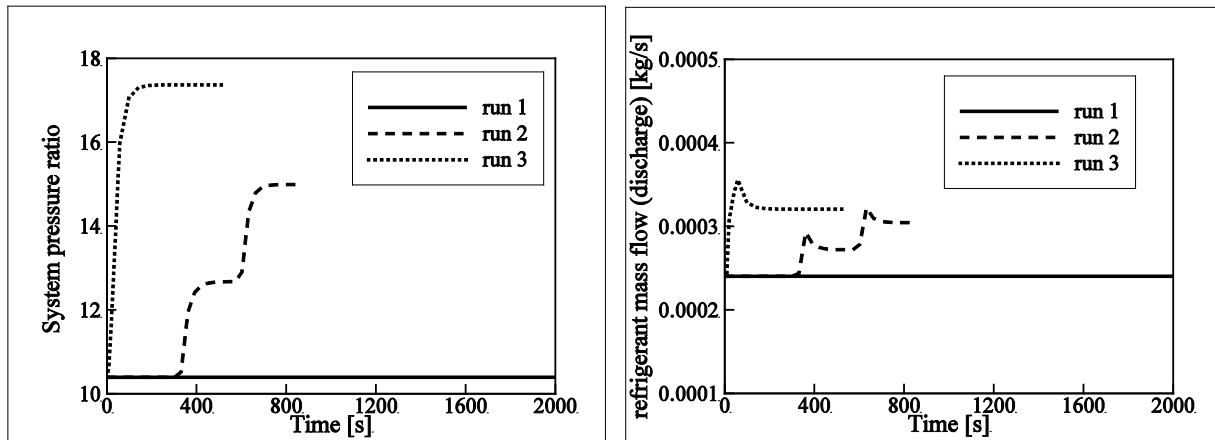 System pressure ratio
18
16
14
12
10
0.
400
800
1200
1600
2000
Time [s]
run 1
run 2
run 3
refrigerant mass flow (discharge) [kg/s]
0.0005
0.0004
0.0003
0.0002
0.0001
0.
400.
800.
1200.
1600.
2000.
Time [s]
run 1
run 2
run 3